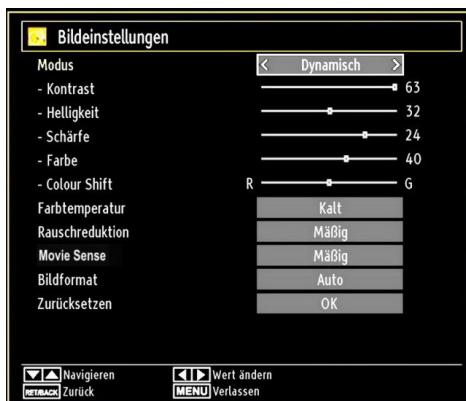 Bildeinstellungen
Modus < Dynamisch >
- Kontrast 63
- Helligkeit 32
- Schärfe 24
- Farbe 40
- Colour Shift R G
Farbtemperatur Kalt
Rauschreduktion Mäßig
Movie Sense Mäßig
Bildformat Auto
Zurücksetzen OK
Navigieren Wert ändern
RET/BACK Zurück MENU Verlassen